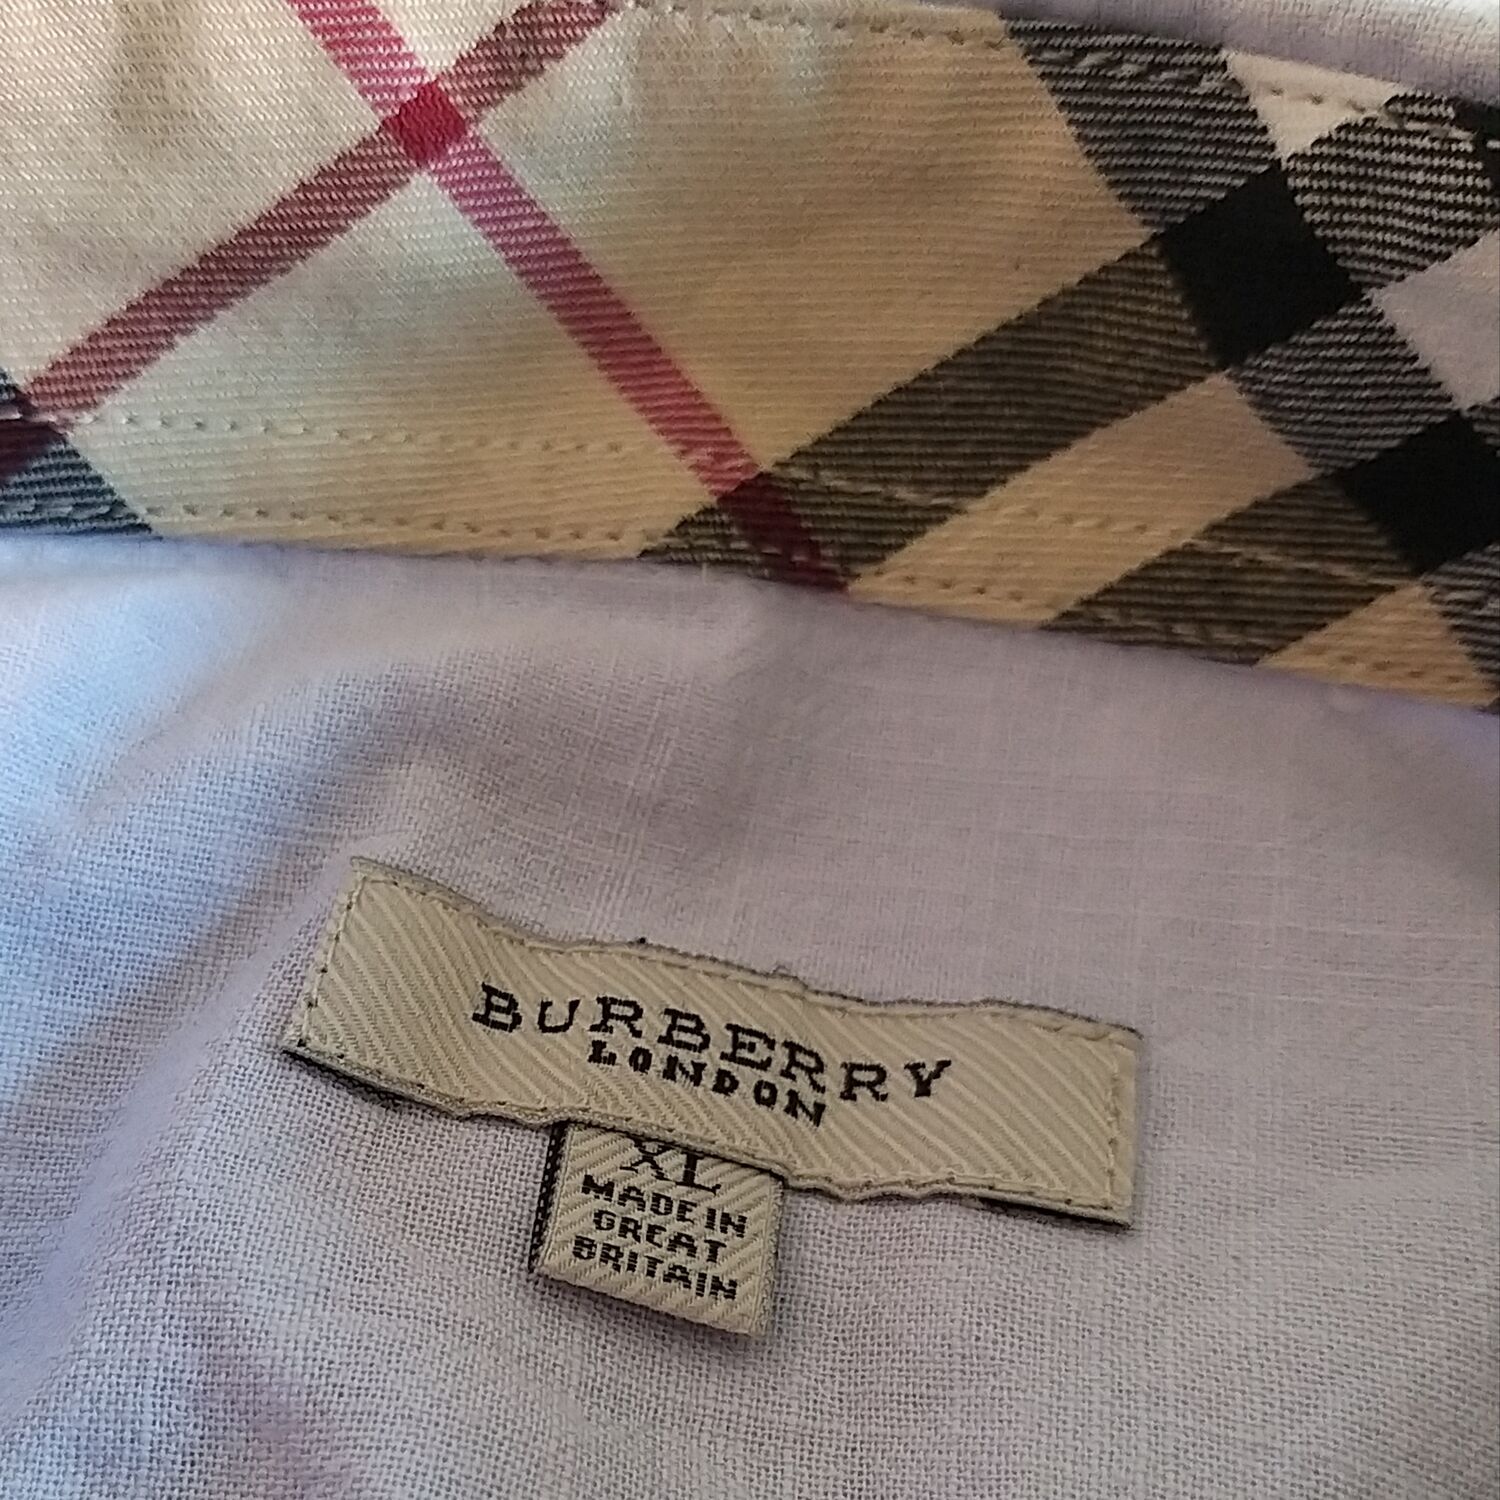 BURBERRY
LONDON
XL
MADE IN
GREAT
BRITAIN